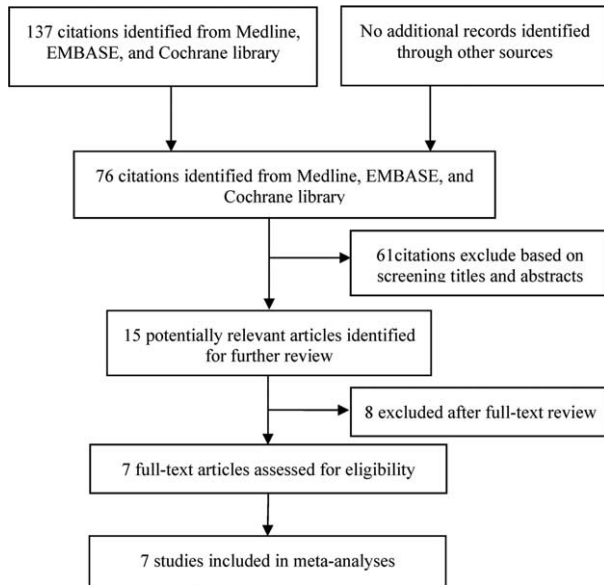 137 citations identified from Medline,
EMBASE, and Cochrane library
No additional records identified
through other sources
76 citations identified from Medline, EMBASE, and
Cochrane library
61citations exclude based on
screening titles and abstracts
15 potentially relevant articles identified
for further review
8 excluded after full-text review
7 full-text articles assessed for eligibility
7 studies included in meta-analyses